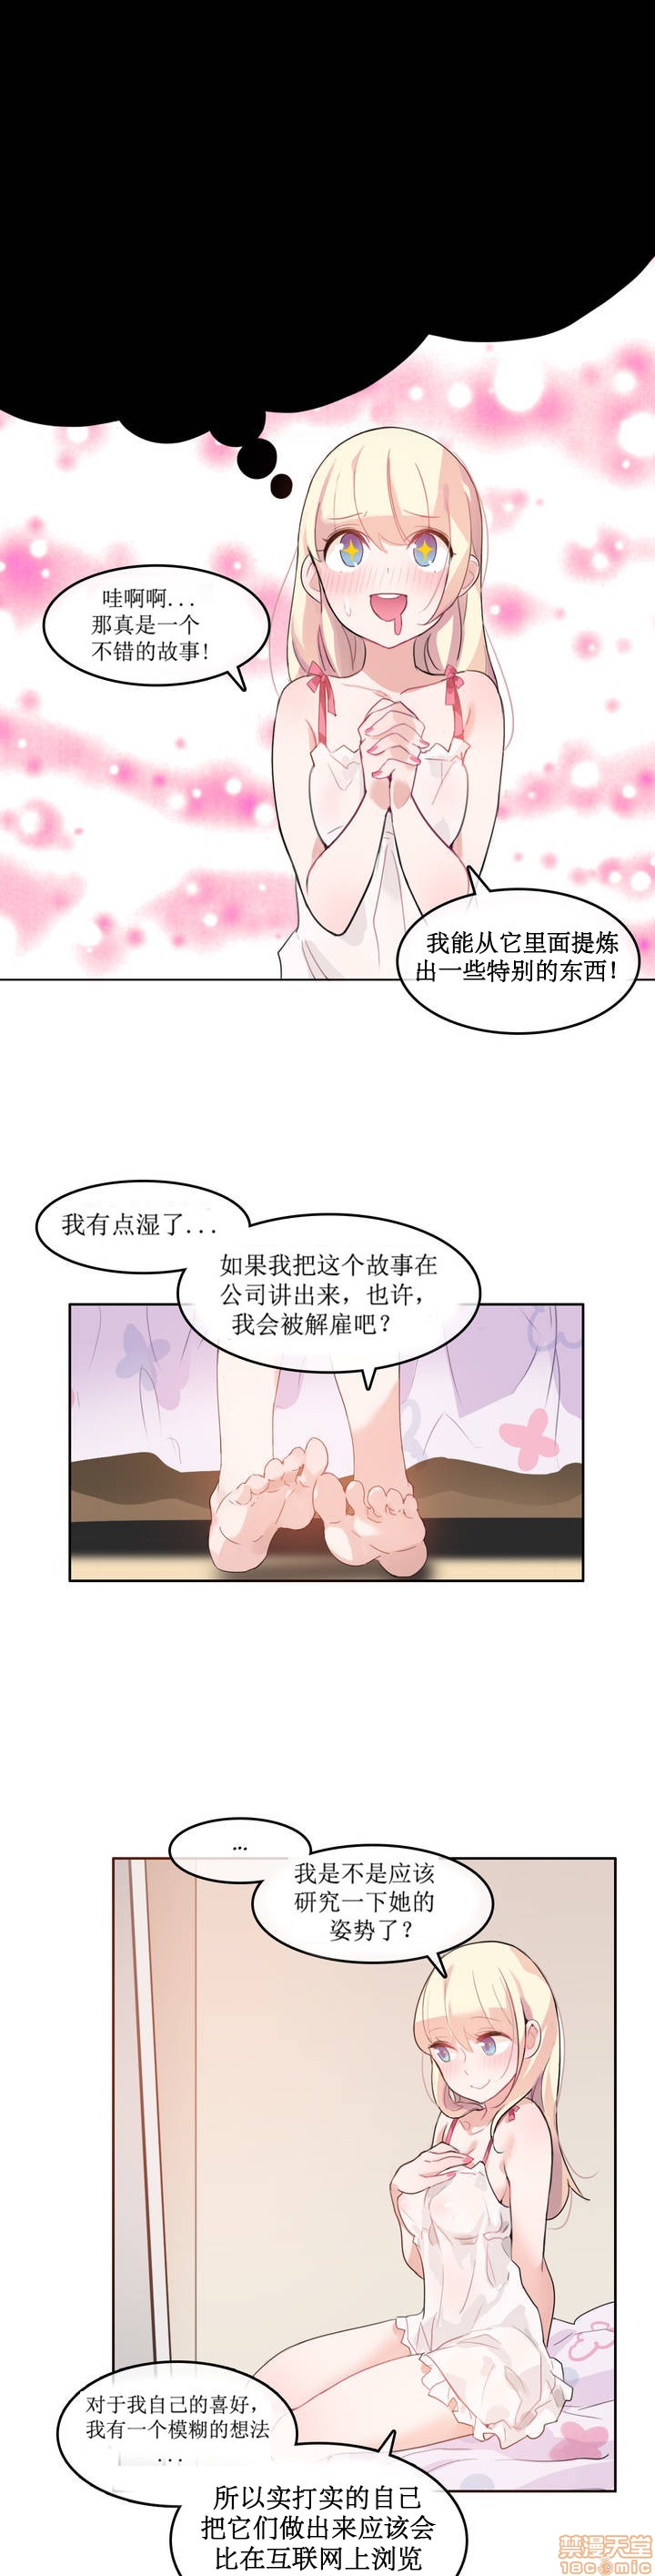 哇啊啊...
那真是一个
不错的故事!
我能从它里面提炼
出一些特别的东西!
我有点湿了...
如果我把这个故事在
公司讲出来，也许，
我会被解雇吧？
...
我是不是应该
研究一下她的
姿势了？
对于我自己的喜好，
我有一个模糊的想法
...
所以实打实的自己
把它们做出来应该会
比在互联网上浏览
禁漫天堂
18comic